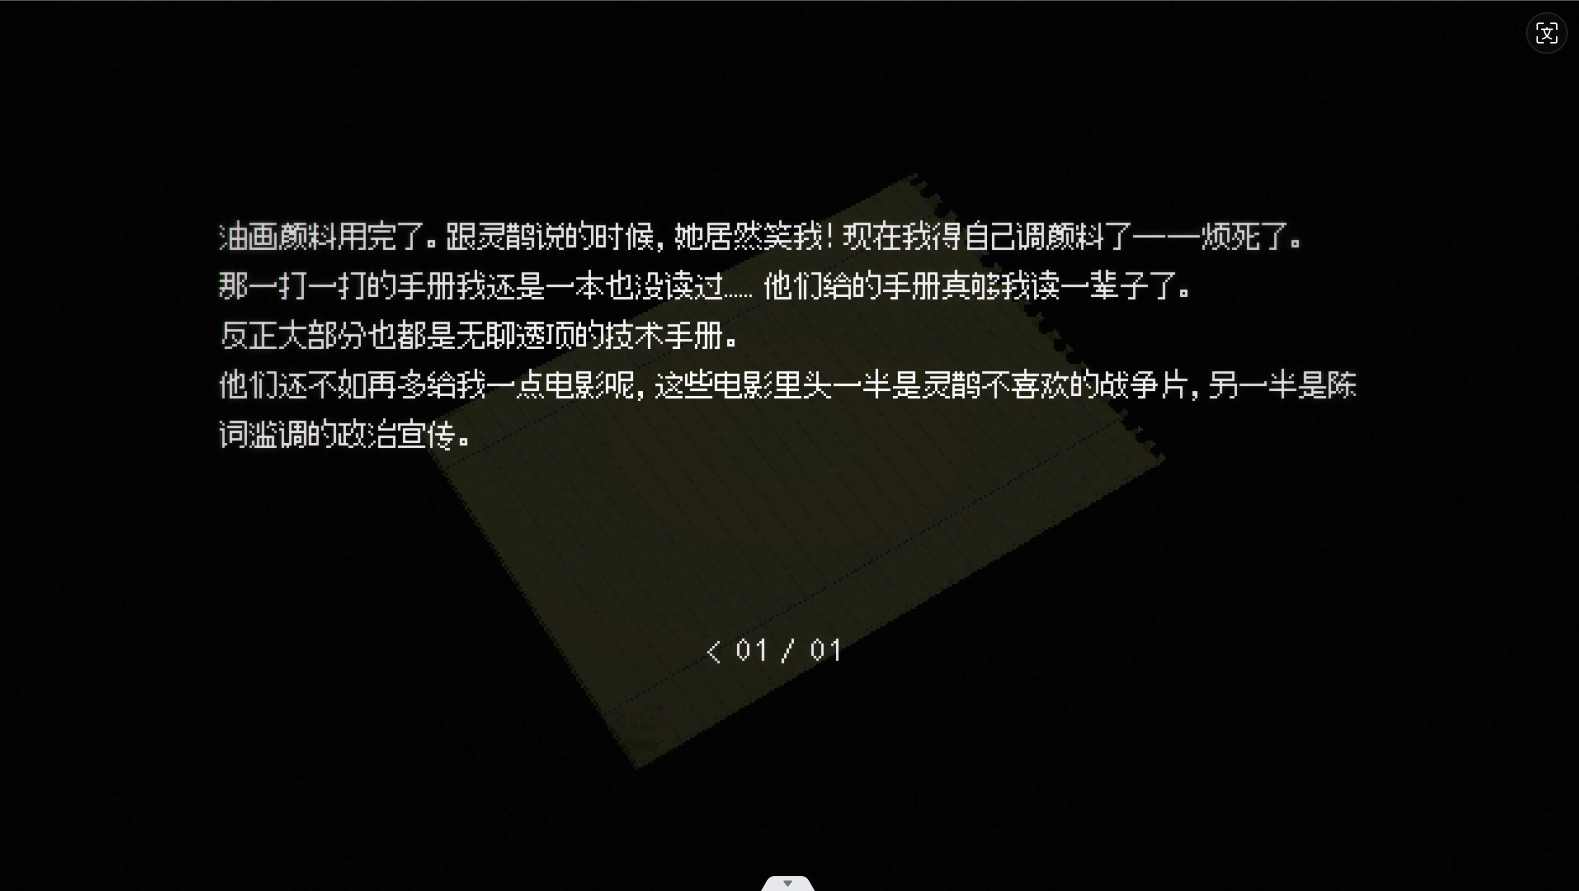 油画颜料用完了。跟灵鹊说的时候，她居然笑我！现在我得自己调颜料了——烦死了。
那一打一打的手册我还是一本也没读过…… 他们给的手册真够我读一辈子了。
反正大部分也都是无聊透顶的技术手册。
他们还不如再多给我一点电影呢，这些电影里头一半是灵鹊不喜欢的战争片，另一半是陈
词滥调的政治宣传。
< 01 / 01
文